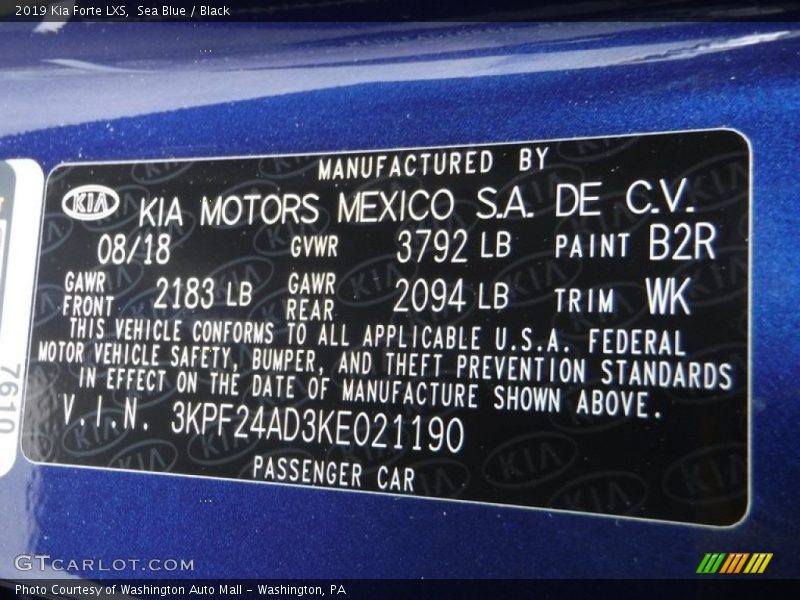 2019 Kia Forte LXS, Sea Blue / Black
MANUFACTURED BY
KIA KIA MOTORS MEXICO S.A. DE C.V.
08/18 GVWR 3792 LB PAINT B2R
GAWR FRONT 2183 LB GAWR REAR 2094 LB TRIM WK
THIS VEHICLE CONFORMS TO ALL APPLICABLE U.S.A. FEDERAL
MOTOR VEHICLE SAFETY, BUMPER, AND THEFT PREVENTION STANDARDS
IN EFFECT ON THE DATE OF MANUFACTURE SHOWN ABOVE.
V.I.N. 3KPF24AD3KE021190
PASSENGER CAR
7610
GTCARLOT.COM
Photo Courtesy of Washington Auto Mall - Washington, PA